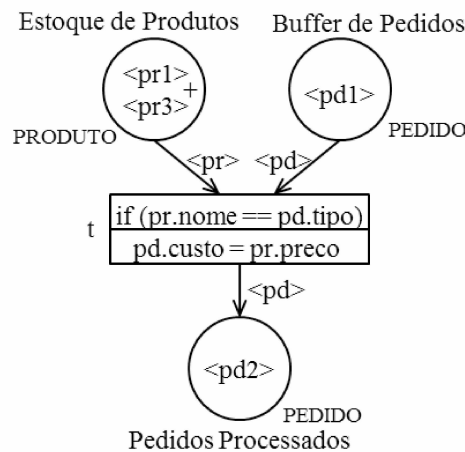 Estoque de Produtos
Buffer de Pedidos
<pr1>
+
<pr3>
<pd1>
PRODUTO
PEDIDO
<pr>
<pd>
t
if (pr.nome == pd.tipo)
pd.custo = pr.preco
<pd>
<pd2>
PEDIDO
Pedidos Processados